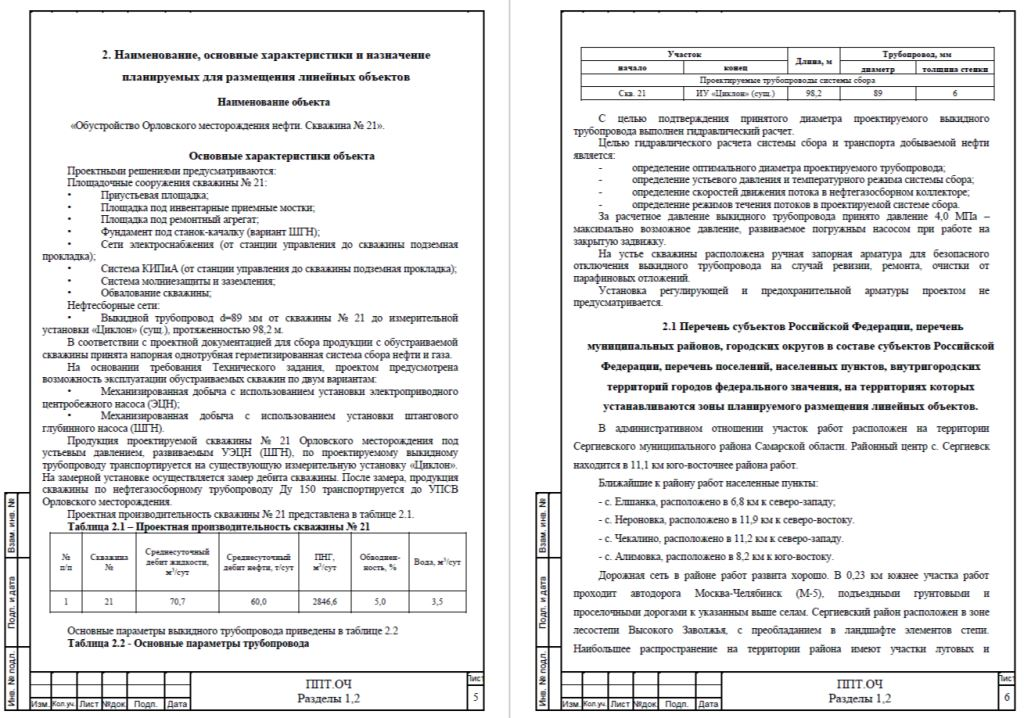 2. Наименование, основные характеристики и назначение
планируемых для размещения линейных объектов
Наименование объекта
«Обустройство Орловского месторождения нефти. Скважина № 21».
Основные характеристики объекта
Проектными решениями предусматриваются:
Площадочные сооружения скважины № 21:
• Приустьевая площадка;
• Площадка под инвентарные приемные мостки;
• Площадка под ремонтный агрегат;
• Фундамент под станок-качалку (вариант ШГН);
• Сети электроснабжения (от станции управления до скважины подземная
прокладка);
• Система КИПиА (от станции управления до скважины подземная прокладка);
• Система молниезащиты и заземления;
• Обвалование скважины;
Нефтесборные сети:
• Выкидной трубопровод d=89 мм от скважины № 21 до измерительной
установки «Циклон» (сущ.), протяженностью 98,2 м.
В соответствии с проектной документацией для сбора продукции с обустраиваемой
скважины принята напорная однотрубная герметизированная система сбора нефти и газа.
На основании требования Технического задания, проектом предусмотрена
возможность эксплуатации обустраиваемых скважин по двум вариантам:
• Механизированная добыча с использованием установки электроприводного
центробежного насоса (ЭЦН);
• Механизированная добыча с использованием установки штангового
глубинного насоса (ШГН).
Продукция проектируемой скважины № 21 Орловского месторождения под
устьевым давлением, развиваемым УЭЦН (ШГН), по проектируемому выкидному
трубопроводу транспортируется на существующую измерительную установку «Циклон».
На замерной установке осуществляется замер дебита скважины. После замера, продукция
скважины по нефтегазосборному трубопроводу Ду 150 транспортируется до УПСВ
Орловского месторождения.
Проектная производительность скважины № 21 представлена в таблице 2.1.
Таблица 2.1 – Проектная производительность скважины № 21
№ п/п Скважина № Среднесуточный дебит жидкости, м³/сут Среднесуточный дебит нефти, т/сут ПНГ, м³/сут Обводнен-ность, % Вода, м³/сут
1 21 70,7 60,0 2846,6 5,0 3,5
Основные параметры выкидного трубопровода приведены в таблице 2.2
Таблица 2.2 - Основные параметры трубопровода
Взам. инв. №
Подп. и дата
Инв. № подл.
Изм. Кол.уч. Лист №док. Подп. Дата
ППТ.ОЧ
Разделы 1,2
Лист
5
Участок Длина, м Трубопровод, мм
начало конец диаметр толщина стенки
Проектируемые трубопроводы системы сбора
Скв. 21 ИУ «Циклон» (сущ.) 98,2 89 6
С целью подтверждения принятого диаметра проектируемого выкидного
трубопровода выполнен гидравлический расчет.
Целью гидравлического расчета системы сбора и транспорта добываемой нефти
является:
- определение оптимального диаметра проектируемого трубопровода;
- определение устьевого давления и температурного режима системы сбора;
- определение скоростей движения потока в нефтегазосборном коллекторе;
- определение режимов течения потоков в проектируемой системе сбора.
За расчетное давление выкидного трубопровода принято давление 4,0 МПа –
максимально возможное давление, развиваемое погружным насосом при работе на
закрытую задвижку.
На устье скважины расположена ручная запорная арматура для безопасного
отключения выкидного трубопровода на случай ревизии, ремонта, очистки от
парафиновых отложений.
Установка регулирующей и предохранительной арматуры проектом не
предусматривается.
2.1 Перечень субъектов Российской Федерации, перечень
муниципальных районов, городских округов в составе субъектов Российской
Федерации, перечень поселений, населенных пунктов, внутригородских
территорий городов федерального значения, на территориях которых
устанавливаются зоны планируемого размещения линейных объектов.
В административном отношении участок работ расположен на территории
Сергиевского муниципального района Самарской области. Районный центр с. Сергиевск
находится в 11,1 км юго-восточнее района работ.
Ближайшие к району работ населенные пункты:
- с. Елшанка, расположено в 6,8 км к северо-западу;
- с. Нероновка, расположено в 11,9 км к северо-востоку.
- с. Чекалино, расположено в 11,2 км к северо-западу.
- с. Алимовка, расположено в 8,2 км к юго-востоку.
Дорожная сеть в районе работ развита хорошо. В 0,23 км южнее участка работ
проходит автодорога Москва-Челябинск (М-5), подъездными грунтовыми и
проселочными дорогами к указанным выше селам. Сергиевский район расположен в зоне
лесостепи Высокого Заволжья, с преобладанием в ландшафте элементов степи.
Наибольшее распространение на территории района имеют участки луговых и
Взам. инв. №
Подп. и дата
Инв. № подл.
Изм. Кол.уч. Лист №док. Подп. Дата
ППТ.ОЧ
Разделы 1,2
Лист
6